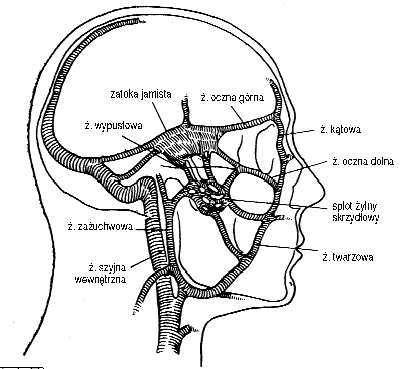 zatoka jamista
ż. oczna górna
ż. wypustowa
ż. kątowa
ż. oczna dolna
splot żylny
skrzydłowy
ż. zażuchwowa
ż. twarzowa
ż. szyjna
wewnętrzna